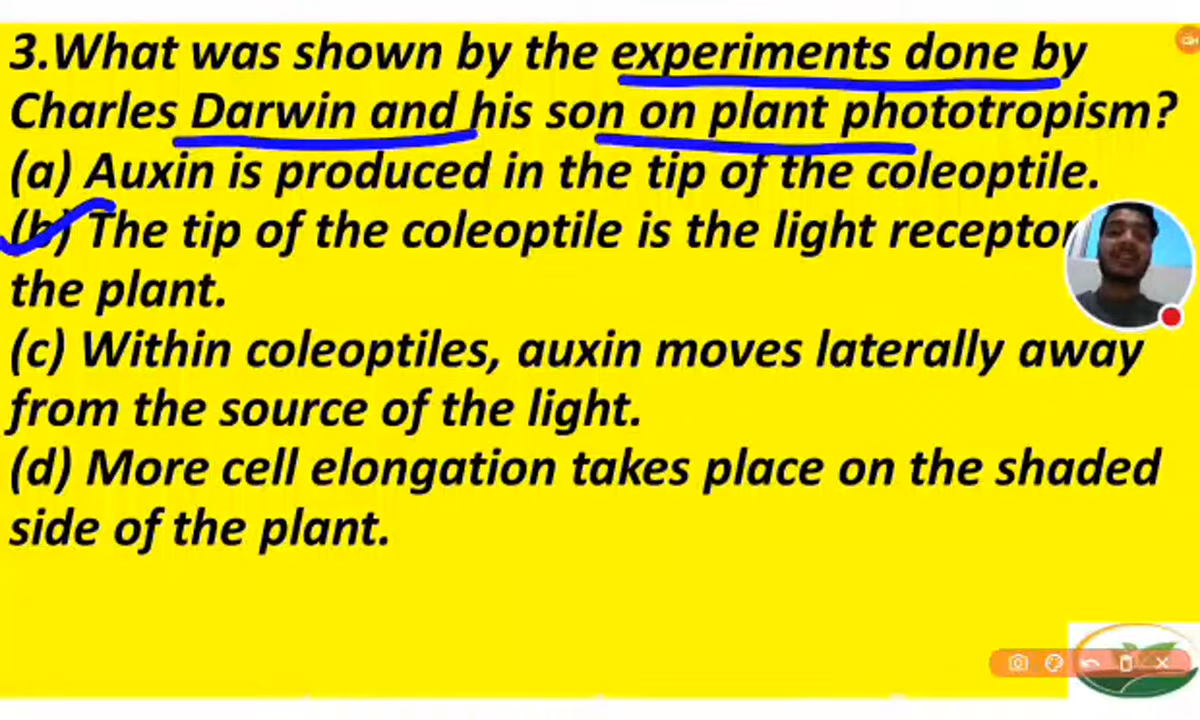 3.What was shown by the experiments done by
Charles Darwin and his son on plant phototropism?
(a) Auxin is produced in the tip of the coleoptile.
(b) The tip of the coleoptile is the light receptor
the plant.
(c) Within coleoptiles, auxin moves laterally away
from the source of the light.
(d) More cell elongation takes place on the shaded
side of the plant.